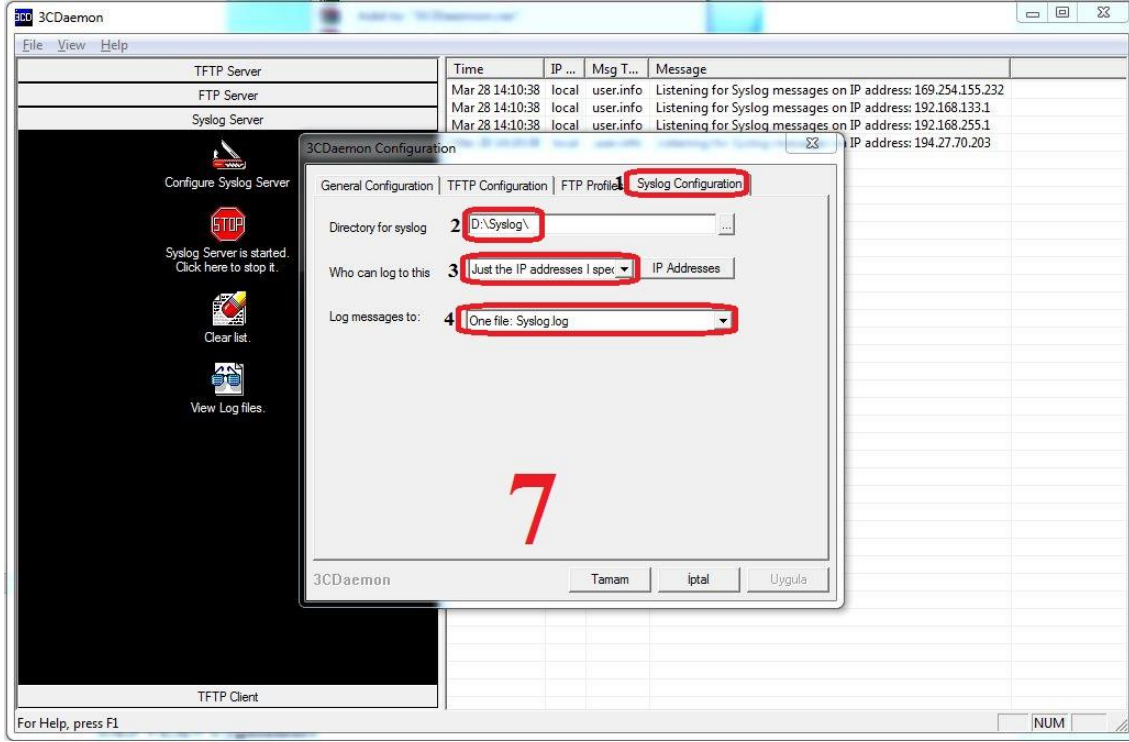 3CDaemon
File View Help
TFTP Server
FTP Server
Syslog Server
Configure Syslog Server
STOP
Syslog Server is started.
Click here to stop it.
Clear list.
View Log files.
TFTP Client
Time IP ... Msg T... Message
Mar 28 14:10:38 local user.info Listening for Syslog messages on IP address: 169.254.155.232
Mar 28 14:10:38 local user.info Listening for Syslog messages on IP address: 192.168.133.1
Mar 28 14:10:38 local user.info Listening for Syslog messages on IP address: 192.168.255.1
IP address: 194.27.70.203
3CDaemon Configuration
General Configuration TFTP Configuration FTP Profiles 1 Syslog Configuration
Directory for syslog 2 D:\Syslog\ ...
Who can log to this 3 Just the IP addresses I spec IP Addresses
Log messages to: 4 One file: Syslog.log
7
3CDaemon Tamam İptal Uygula
For Help, press F1 NUM